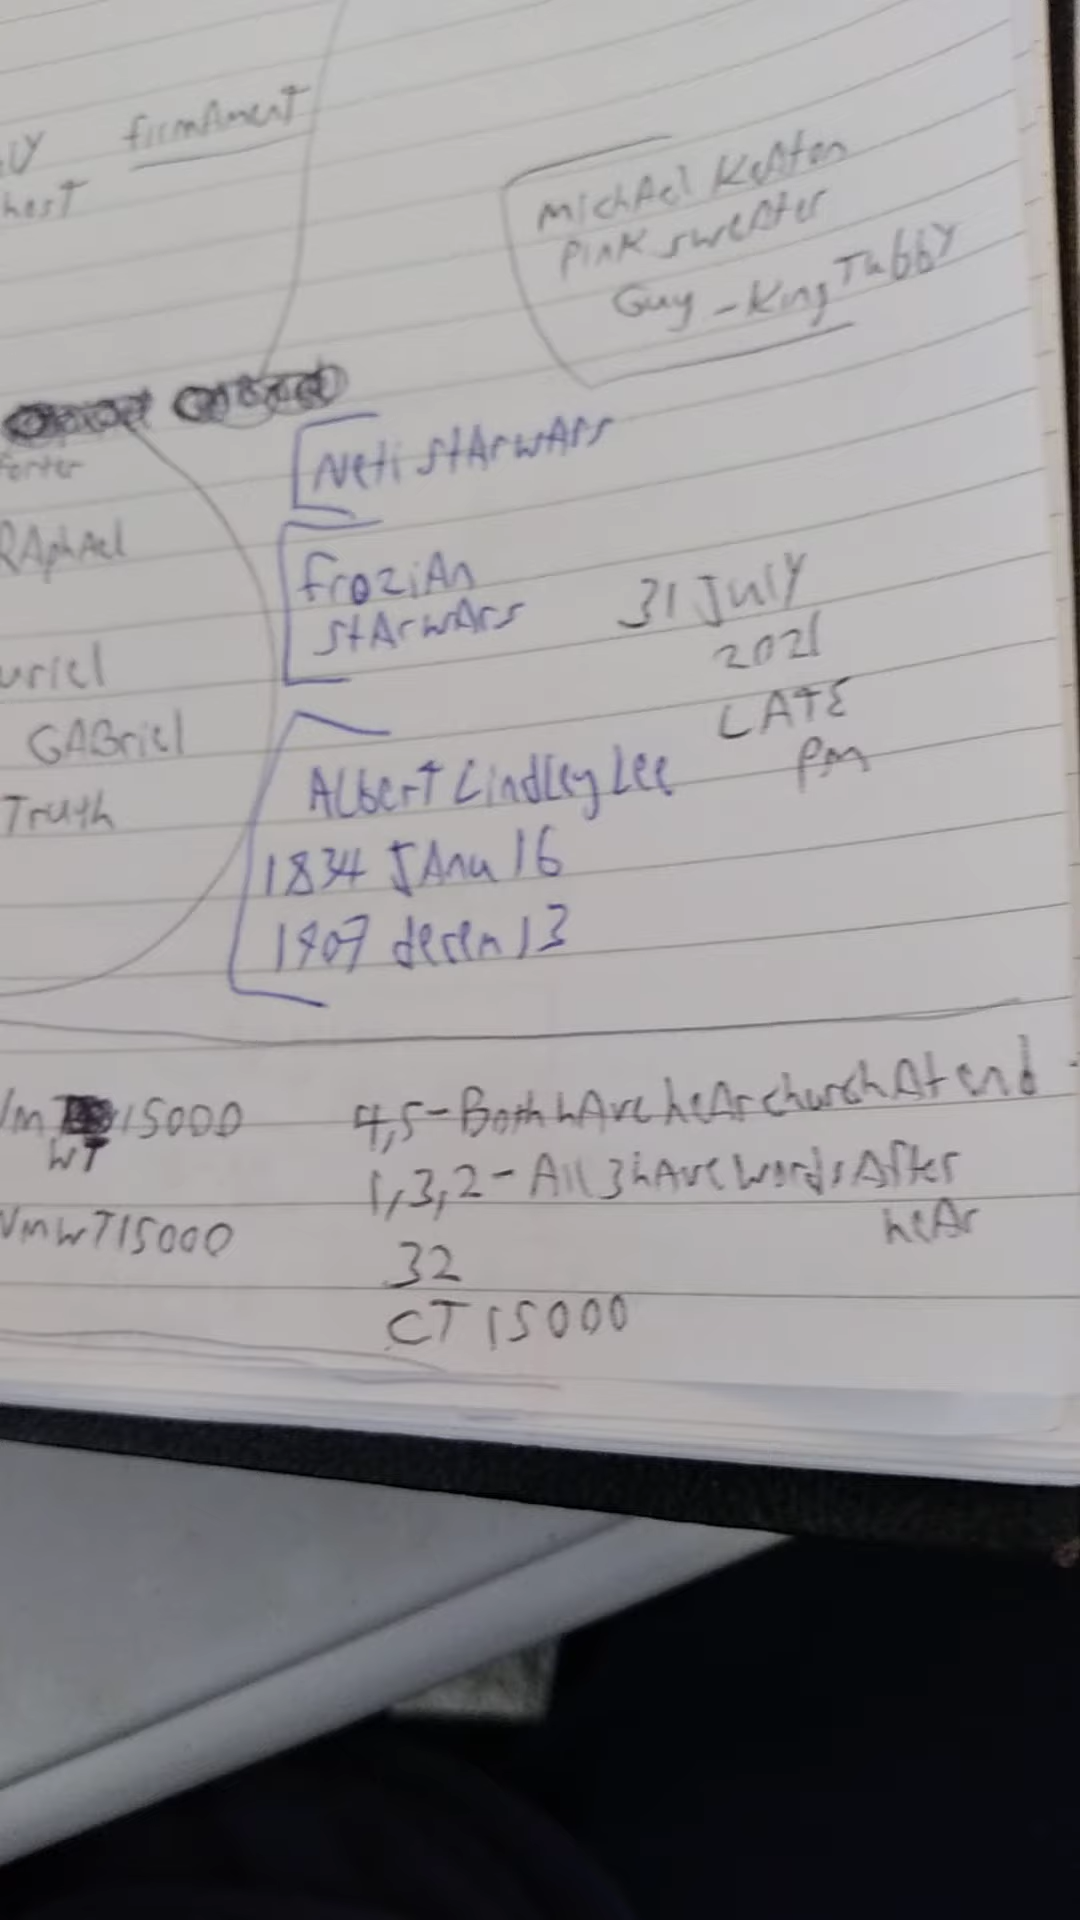 firmAment
MichAel KeAton
Pink sweAter
Guy - King Tubby
Neti stArwArs
RAphAel
frozian
stArwArs
31 July
2021
LATE
Pm
uriel
GABriel
Truth
ALbert Lindley Lee
1834 JAnu 16
1907 decem 13
15000
WT
4,5 - Both hAve heAr church At end
1,3,2 - All 3 hAve words After
heAr
VmWT15000
32
CT 15000